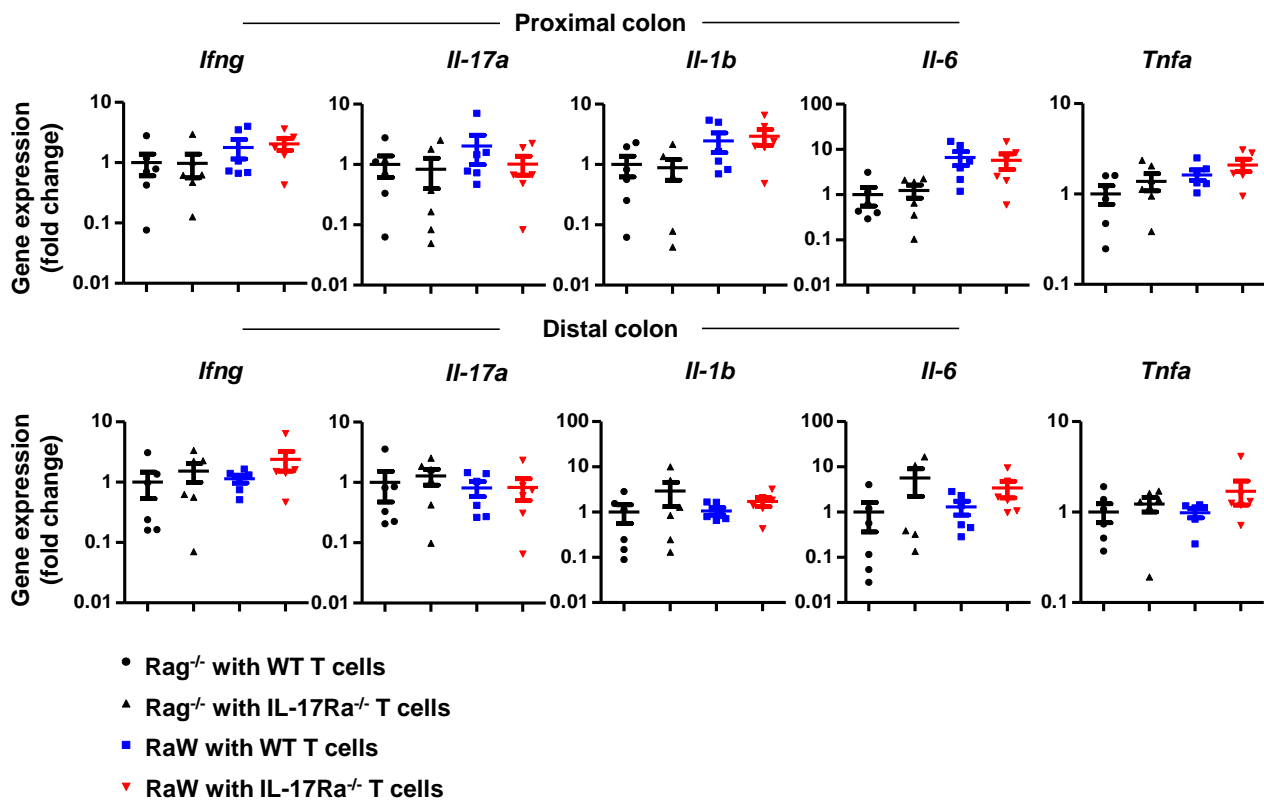 Proximal colon
Ifng Il-17a Il-1b Il-6 Tnfa
Gene expression
(fold change)
10 10 10 100 10
1 1 1 10 1
0.1 0.1 0.1 1 0.1
0.01 0.01 0.01 0.1
0.01
Distal colon
Ifng Il-17a Il-1b Il-6 Tnfa
Gene expression
(fold change)
10 10 100 100 10
1 1 10 10 1
0.1 0.1 1 1 0.1
0.01 0.01 0.1 0.1
0.01 0.01
Rag-/- with WT T cells
Rag-/- with IL-17Ra-/- T cells
RaW with WT T cells
RaW with IL-17Ra-/- T cells